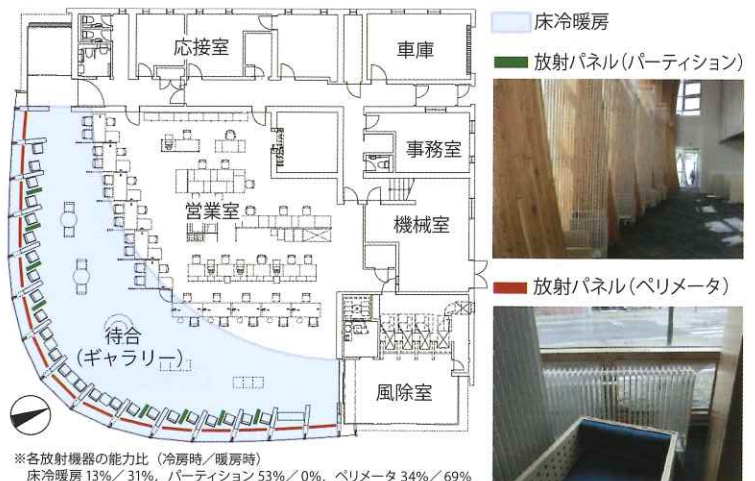 応接室
車庫
事務室
営業室
機械室
待合
(ギャラリー)
風除室
※各放射機器の能力比（冷房時／暖房時）
床冷暖房 13%／31%，パーティション 53%／0%，ペリメータ 34%／69%
床冷暖房
放射パネル(パーティション)
放射パネル(ペリメータ)